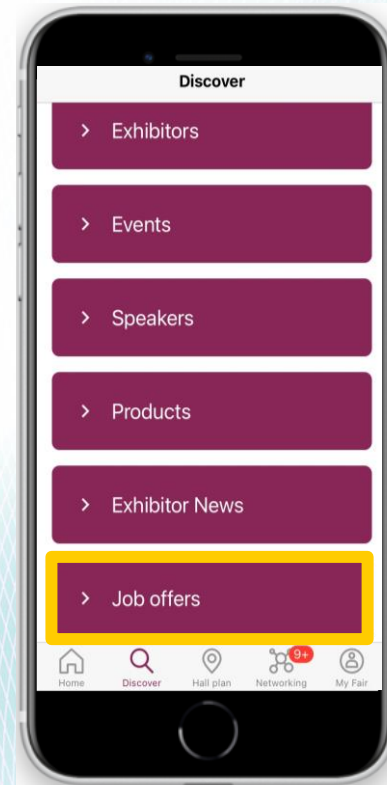 Discover
> Exhibitors
> Events
> Speakers
> Products
> Exhibitor News
> Job offers
9+
Home Discover Hall plan Networking My Fair